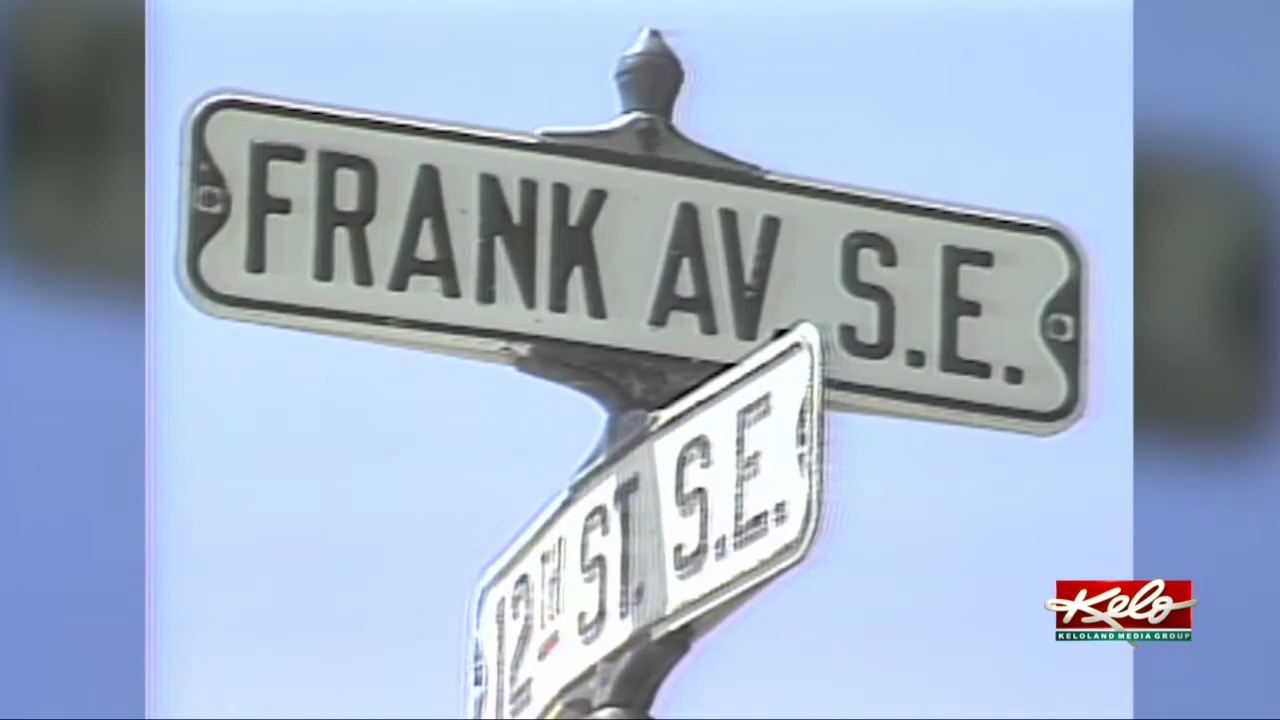 FRANK AV S.E.
12TH ST. S.E.
Kelo
KELOLAND MEDIA GROUP